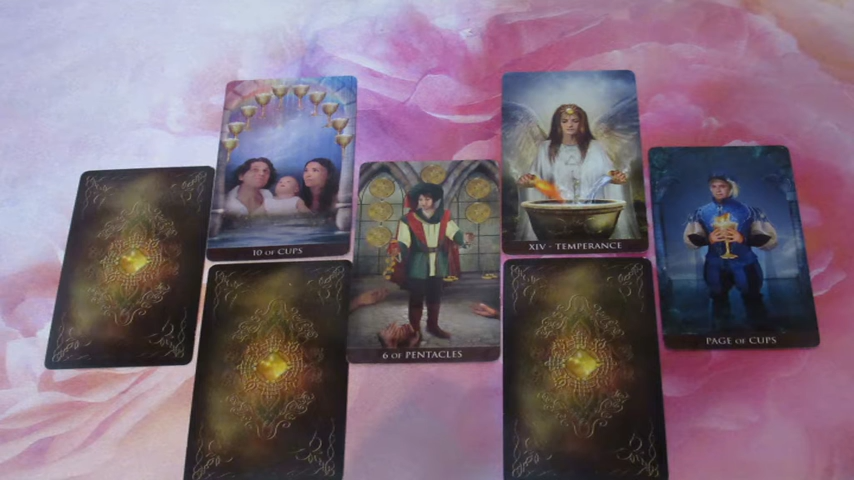 10 OF CUPS
6 OF PENTACLES
XIV - TEMPERANCE
PAGE OF CUPS